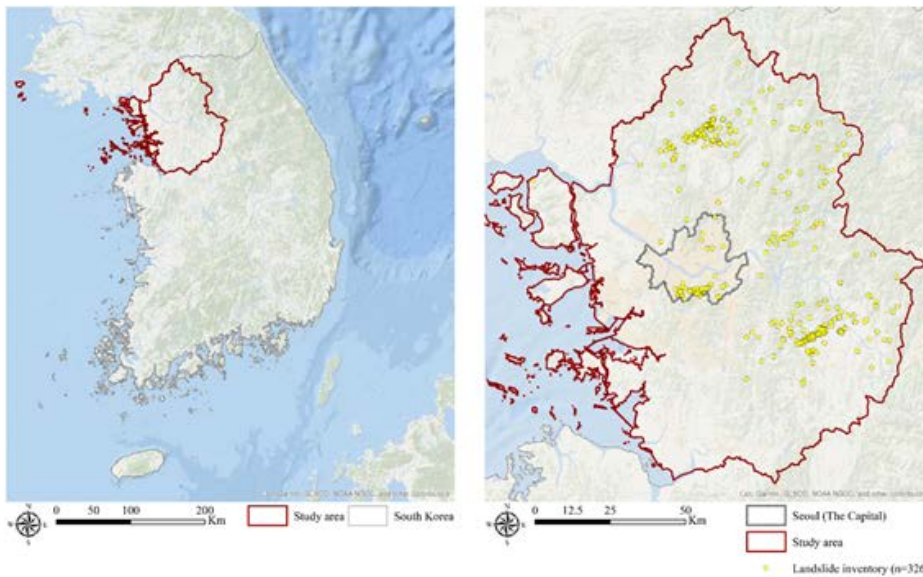 0 50 100 200
Km
Study area
South Korea
0 12.5 25 50
Km
Seoul (The Capital)
Study area
Landslide inventory